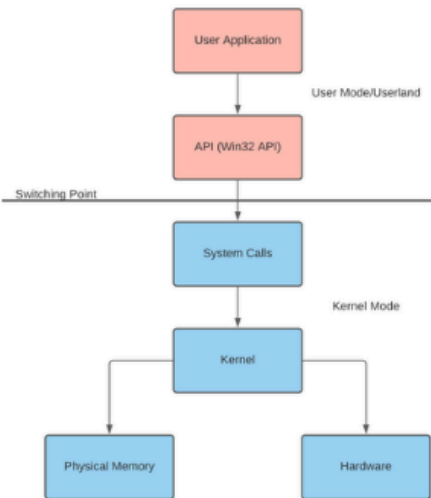 User Application
User Mode/Userland
API (Win32 API)
Switching Point
System Calls
Kernel Mode
Kernel
Physical Memory
Hardware